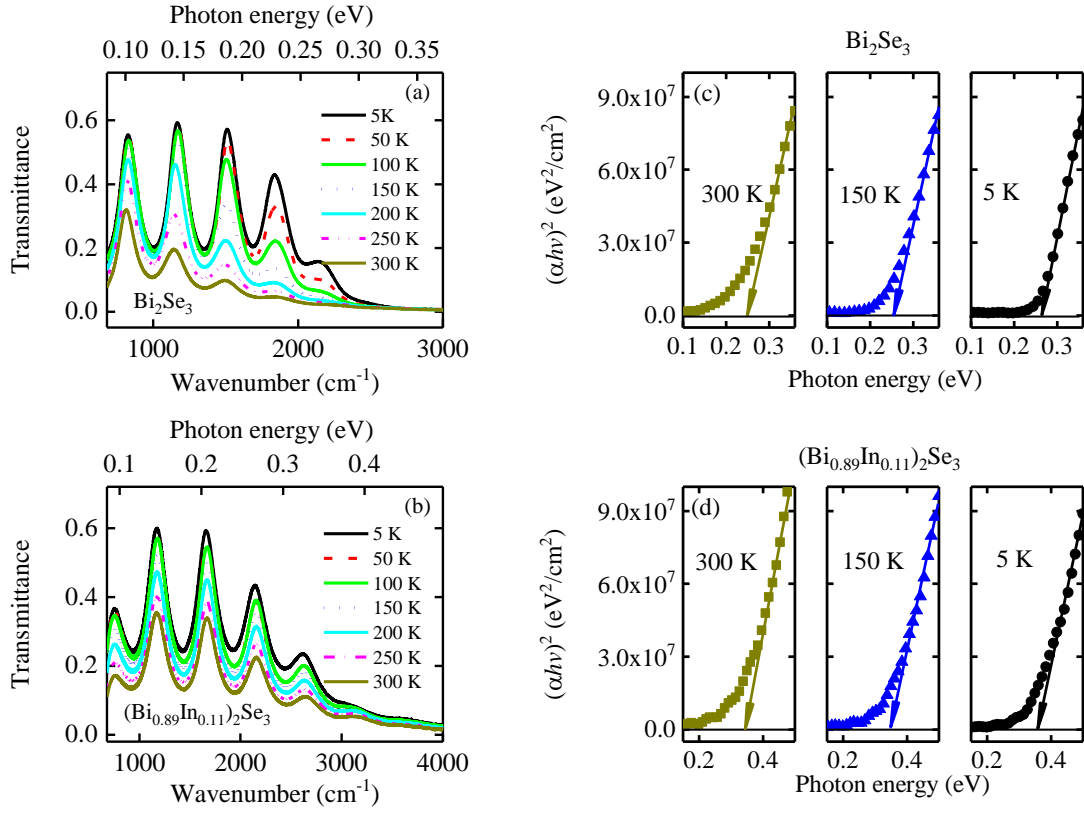 Photon energy (eV)
0.10 0.15 0.20 0.25 0.30 0.35
(a)
0.6
0.4
0.2
0.0
Transmittance
5K
50 K
100 K
150 K
200 K
250 K
300 K
Bi₂Se₃
1000 2000 3000
Wavenumber (cm⁻¹)
Bi₂Se₃
(c)
9.0x10⁷
6.0x10⁷
3.0x10⁷
0.0
(αhν)² (eV²/cm²)
300 K 150 K 5 K
0.1 0.2 0.3 0.1 0.2 0.3 0.1 0.2 0.3
Photon energy (eV)
Photon energy (eV)
0.1 0.2 0.3 0.4
(b)
0.6
0.4
0.2
0.0
Transmittance
5 K
50 K
100 K
150 K
200 K
250 K
300 K
(Bi₀.₈₉In₀.₁₁)₂Se₃
1000 2000 3000 4000
Wavenumber (cm⁻¹)
(Bi₀.₈₉In₀.₁₁)₂Se₃
(d)
9.0x10⁷
6.0x10⁷
3.0x10⁷
0.0
(αhν)² (eV²/cm²)
300 K 150 K 5 K
0.2 0.4 0.2 0.4 0.2 0.4
Photon energy (eV)